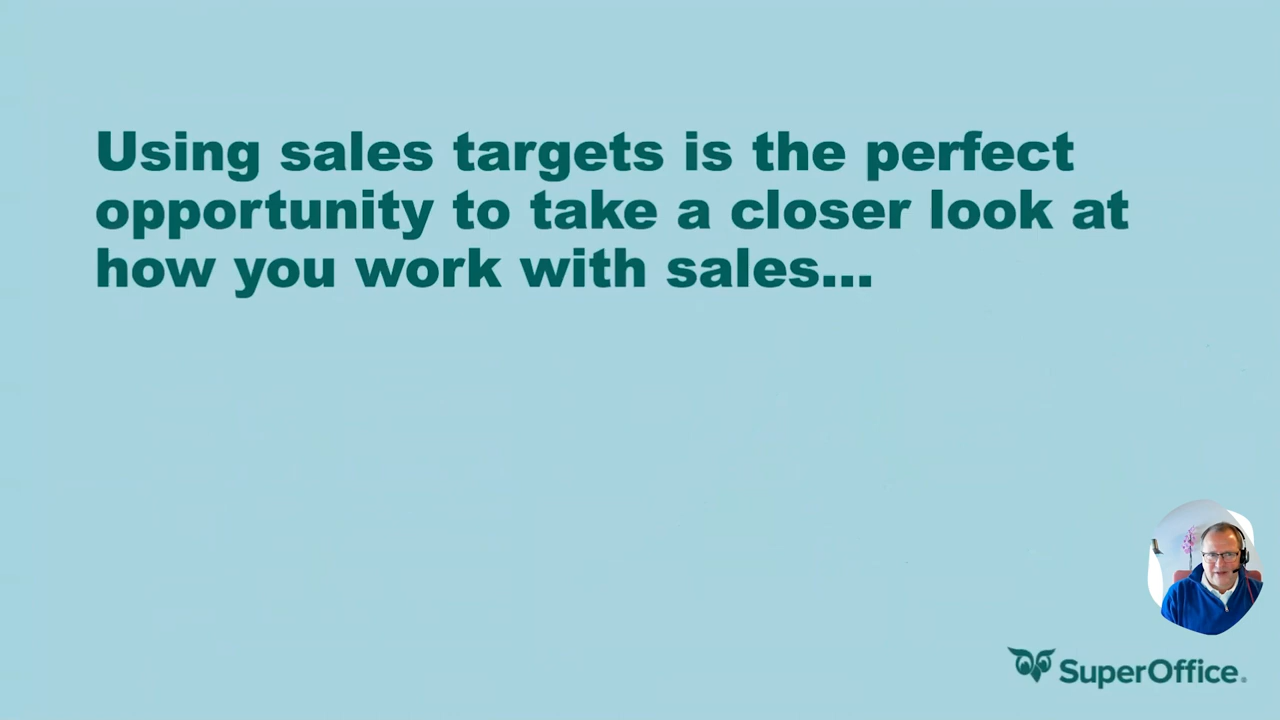 Using sales targets is the perfect
opportunity to take a closer look at
how you work with sales...
SuperOffice.